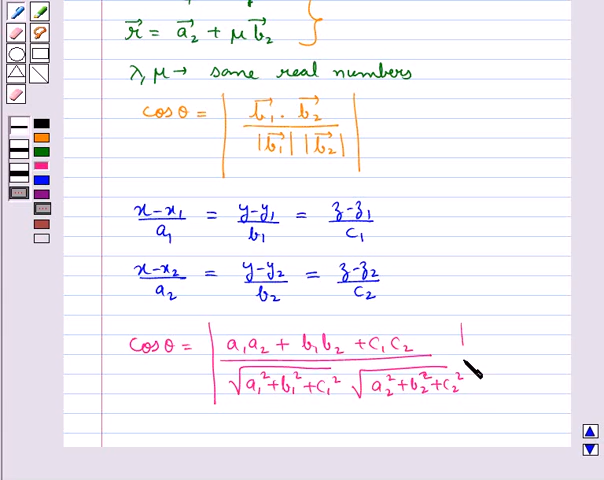 r⃗ = a⃗₂ + μ b⃗₂
λ, μ → same real numbers
cos θ = | b⃗₁ . b⃗₂ / |b⃗₁| |b⃗₂| |
x-x₁/a₁ = y-y₁/b₁ = z-z₁/c₁
x-x₂/a₂ = y-y₂/b₂ = z-z₂/c₂
cos θ = | a₁a₂ + b₁b₂ + c₁c₂ / √a₁²+b₁²+c₁² √a₂²+b₂²+c₂² |